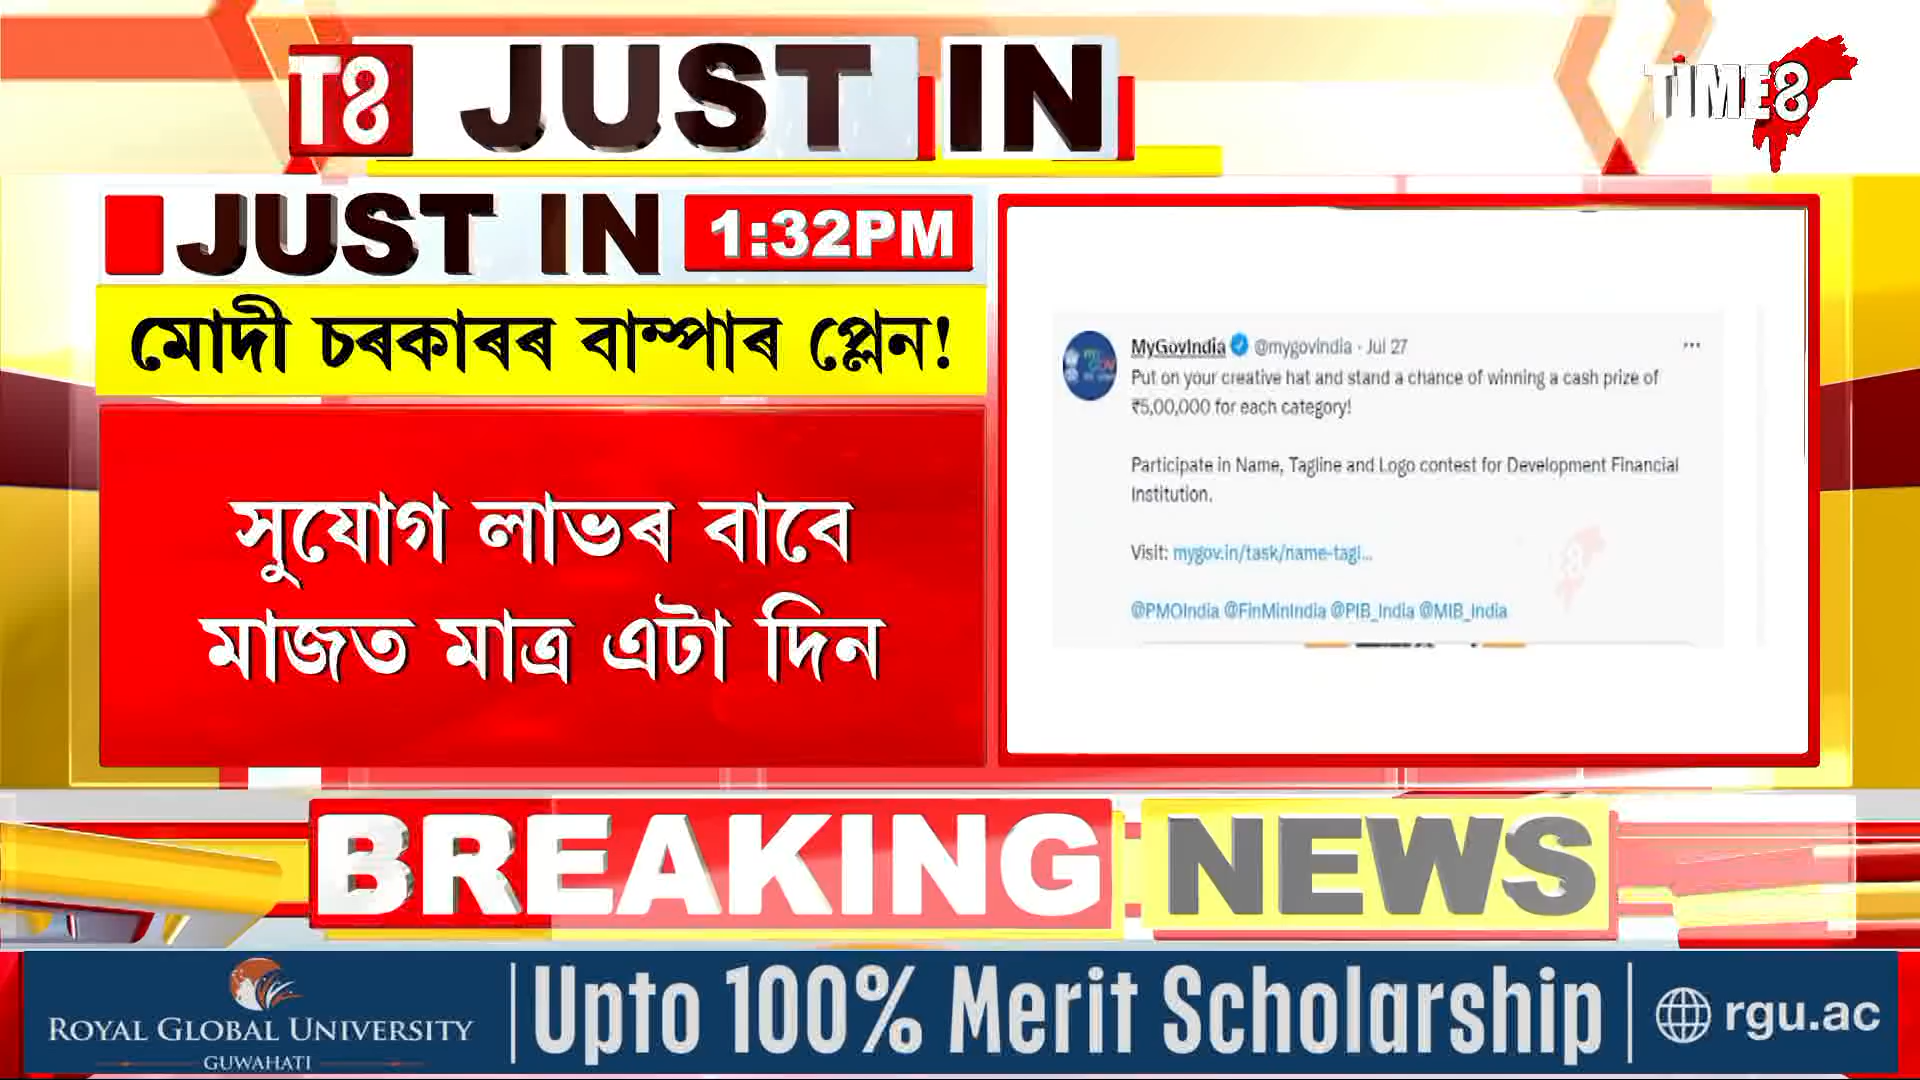 T8 JUST IN
TiME8
JUST IN 1:32PM
মোদী চৰকাৰৰ বাম্পাৰ প্লেন!
সুযোগ লাভৰ বাবে
মাজত মাত্ৰ এটা দিন
MyGovIndia @mygovindia · Jul 27
Put on your creative hat and stand a chance of winning a cash prize of
₹5,00,000 for each category!
Participate in Name, Tagline and Logo contest for Development Financial
Institution.
Visit: mygov.in/task/name-tagl...
@PMOIndia @FinMinIndia @PIB_India @MIB_India
BREAKING NEWS
ROYAL GLOBAL UNIVERSITY
GUWAHATI
Upto 100% Merit Scholarship
rgu.ac